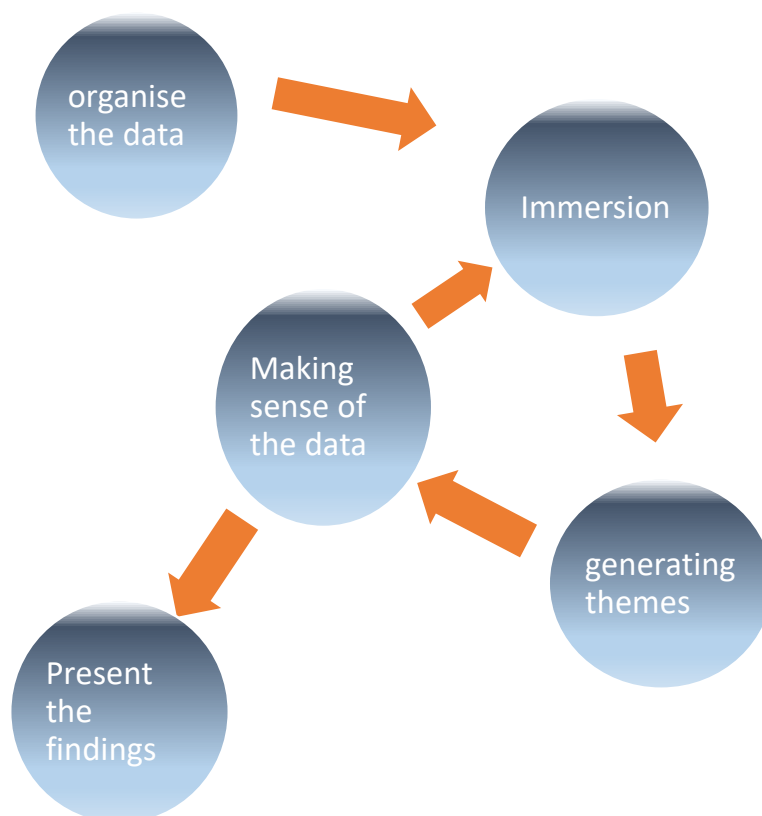 organise
the data
Immersion
Making
sense of
the data
generating
themes
Present
the
findings